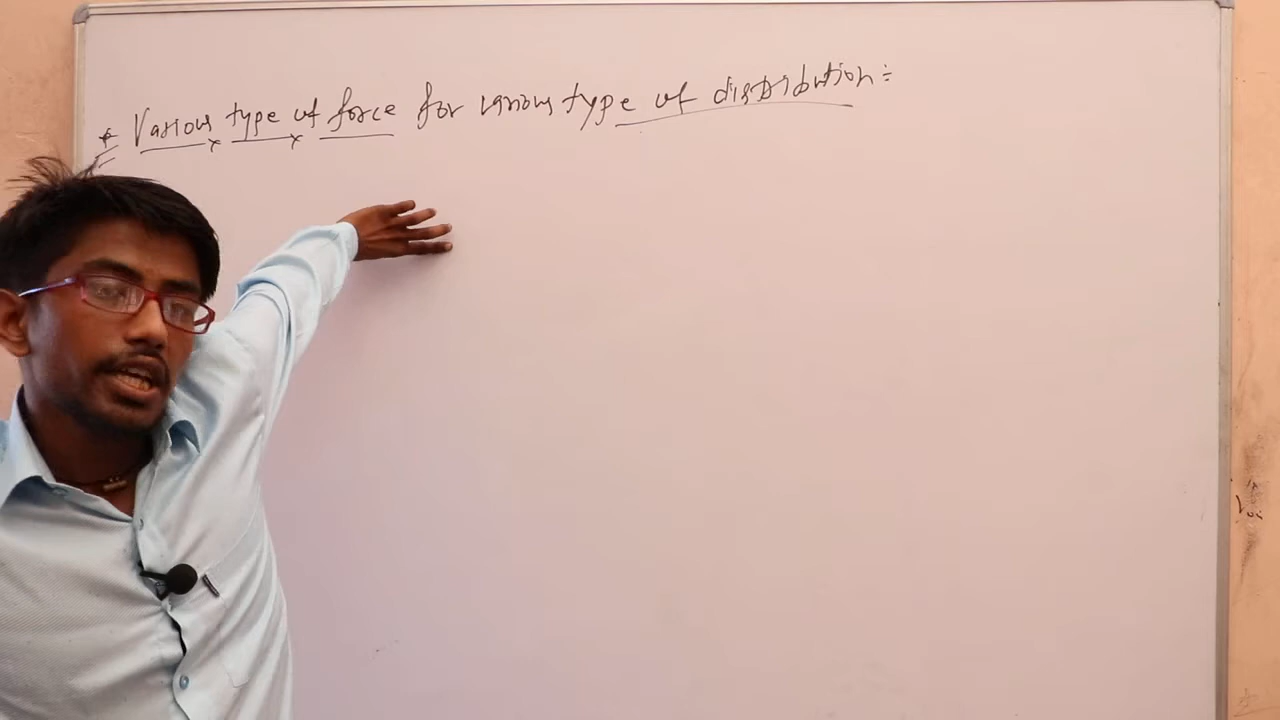 * Various type of force for various type of distribution :-